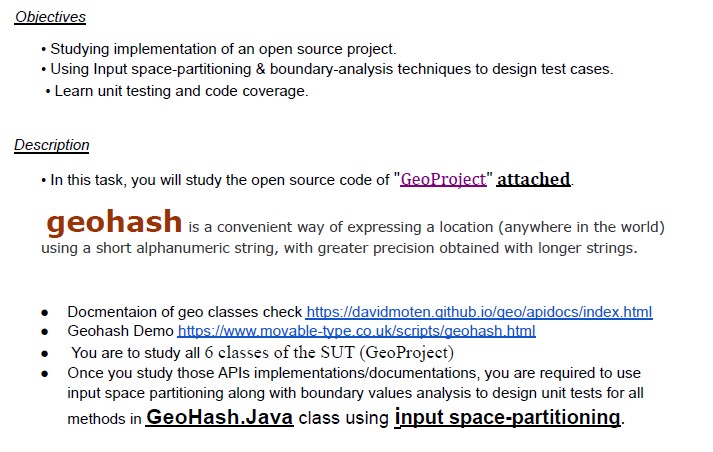 Objectives
• Studying implementation of an open source project.
• Using Input space-partitioning & boundary-analysis techniques to design test cases.
• Learn unit testing and code coverage.
Description
• In this task, you will study the open source code of "GeoProject" attached.
geohash is a convenient way of expressing a location (anywhere in the world)
using a short alphanumeric string, with greater precision obtained with longer strings.
● Docmentaion of geo classes check https://davidmoten.github.io/geo/apidocs/index.html
● Geohash Demo https://www.movable-type.co.uk/scripts/geohash.html
● You are to study all 6 classes of the SUT (GeoProject)
● Once you study those APIs implementations/documentations, you are required to use
input space partitioning along with boundary values analysis to design unit tests for all
methods in GeoHash.Java class using input space-partitioning.